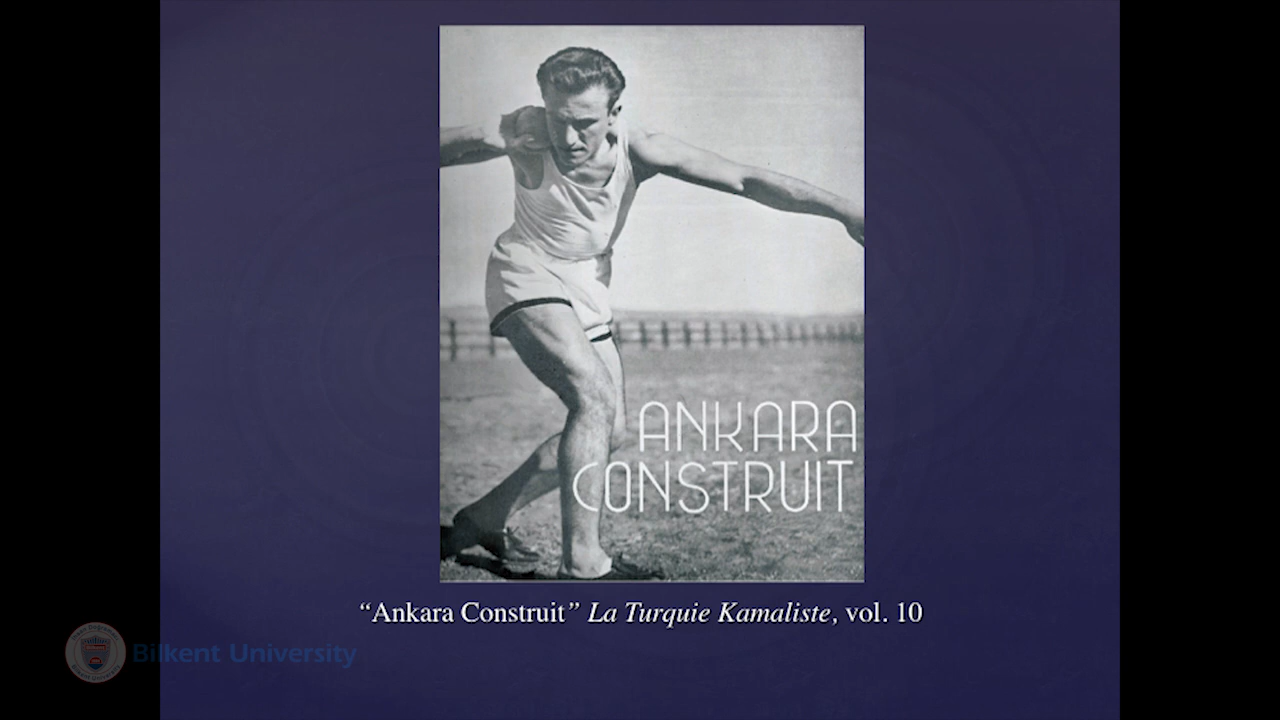 ANKARA
CONSTRUIT
“Ankara Construit” La Turquie Kamaliste, vol. 10
Bilkent University